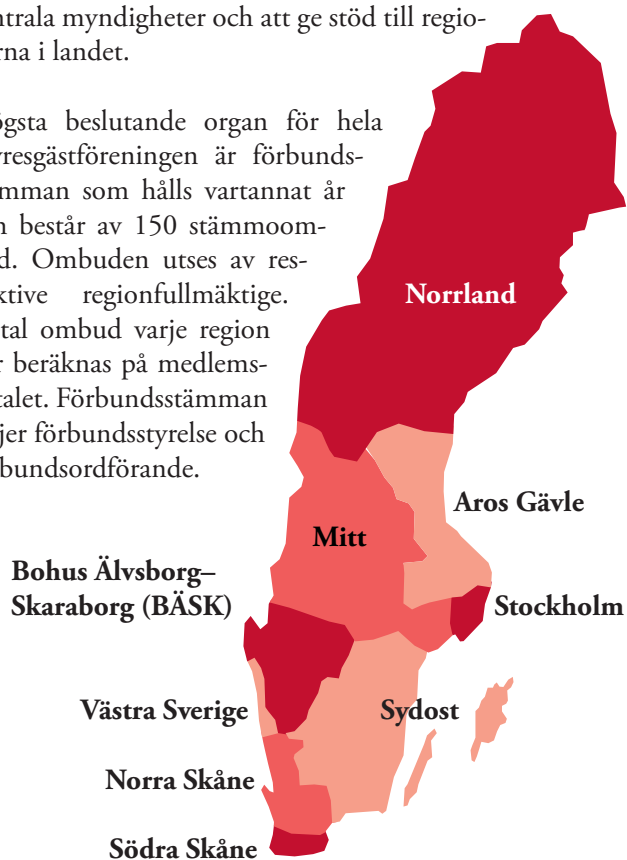 ntrala myndigheter och att ge stöd till regio-
rna i landet.
ögsta beslutande organ för hela
yresgästföreningen är förbunds-
mman som hålls vartannat år
n består av 150 stämmoom-
d. Ombuden utses av res-
ktive regionfullmäktige.
tal ombud varje region
r beräknas på medlems-
talet. Förbundsstämman
jer förbundsstyrelse och
rbundsordförande.
Norrland
Aros Gävle
Mitt
Bohus Älvsborg–
Skaraborg (BÄSK)
Stockholm
Västra Sverige
Sydost
Norra Skåne
Södra Skåne